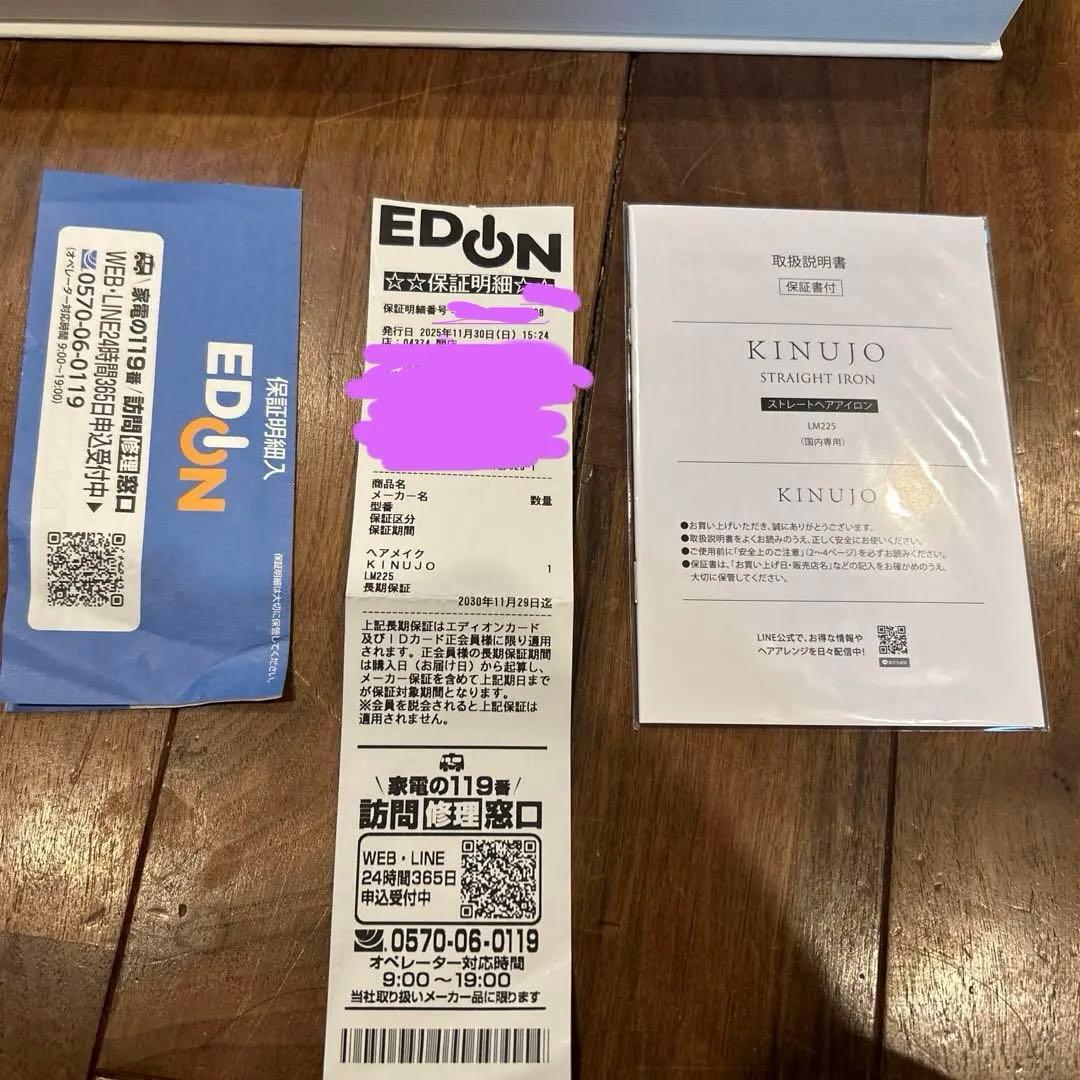 保証明細入
EDION
家電の119番 訪問修理窓口
WEB・LINE24時間365日申込受付中▶
0570-06-0119
(オペレーター対応時間 9:00~19:00)
保証明細は大切に保管してください。
EDION
☆☆保証明細☆☆
保証明細番号
8
発行日 2025年11月30日(日) 15:24
店:04374
商品名
メーカー名 数量
型番
保証区分
保証期間
ヘアメイク
KINUJO 1
LM225
長期保証
2030年11月29日迄
上記長期保証はエディオンカード
及びIDカード正会員様に限り適用
されます。正会員様の長期保証期間
は購入日(お届け日)から起算し、
メーカー保証を含めて上記期日まで
が保証対象期間となります。
※会員を脱会されると上記保証は
適用されません。
家電の119番
訪問修理窓口
WEB・LINE
24時間365日
申込受付中
0570-06-0119
オペレーター対応時間
9:00~19:00
当社取り扱いメーカー品に限ります
取扱説明書
保証書付
KINUJO
STRAIGHT IRON
ストレートヘアアイロン
LM225
〈国内専用〉
KINUJO
●お買い上げいただき、誠にありがとうございます。
●取扱説明書をよくお読みのうえ、正しく安全にお使いください。
●ご使用前に「安全上のご注意」(2~4ページ)を必ずお読みください。
●保証書は、「お買い上げ日・販売店名」などの記入をお確かめのうえ、
大切に保管してください。
LINE公式で、お得な情報や
ヘアアレンジを日々配信中!